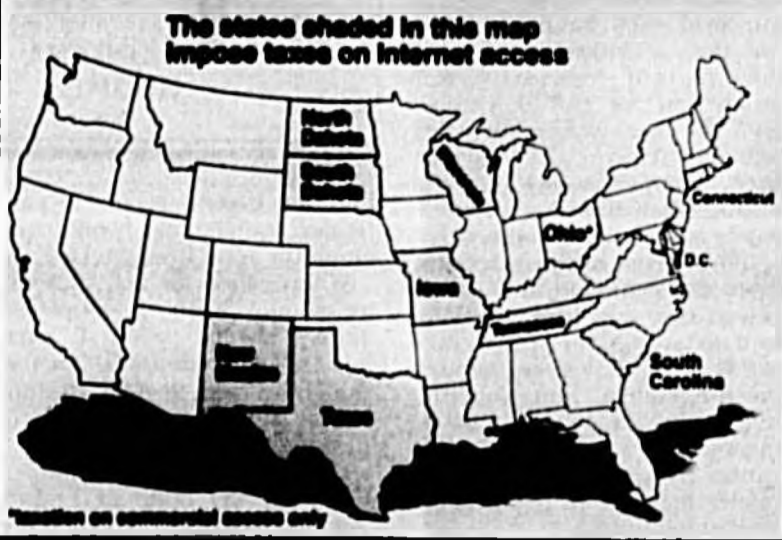 The states shaded in this map
impose taxes on Internet access
North
Dakota
South
Dakota
Wisconsin
Connecticut
Ohio*
D.C.
Iowa
Tennessee
New
Mexico
South
Carolina
Texas
*taxation on commercial access only